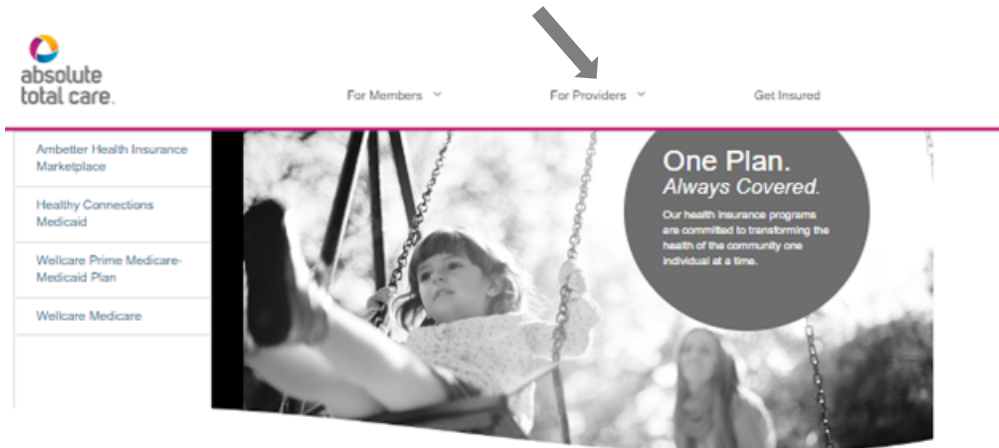 absolute
total care.
For Members
For Providers
Get Insured
Ambetter Health Insurance
Marketplace
Healthy Connections
Medicaid
Wellcare Prime Medicare-
Medicaid Plan
Wellcare Medicare
One Plan.
Always Covered.
Our health insurance programs
are committed to transforming the
health of the community one
individual at a time.